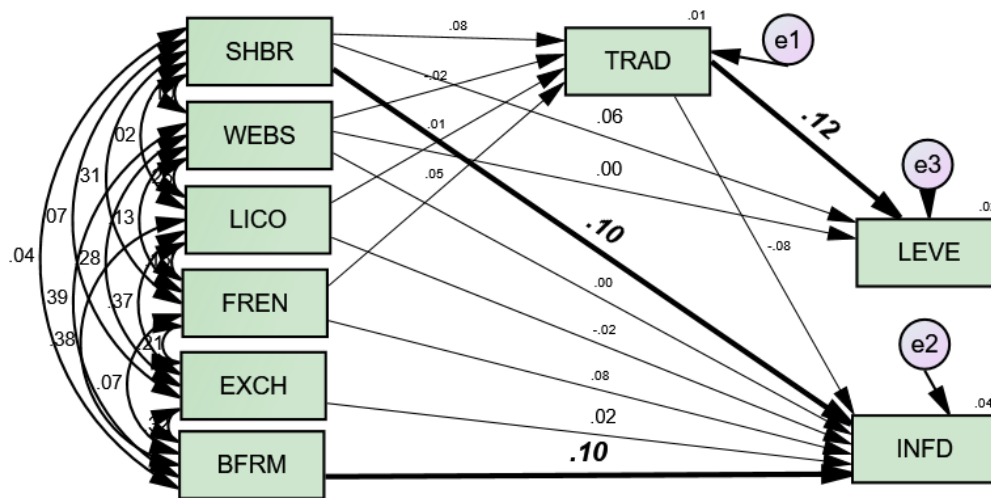 SHBR
WEBS
LICO
FREN
EXCH
BFRM
TRAD
LEVE
INFD
e1
e3
e2
.01
.04
.08
-.02
.01
.05
.06
.00
.12
.10
-.08
.00
-.02
.08
.02
.10
.02
.31
.07
.13
.04
.28
.39
.37
.38
.21
.07